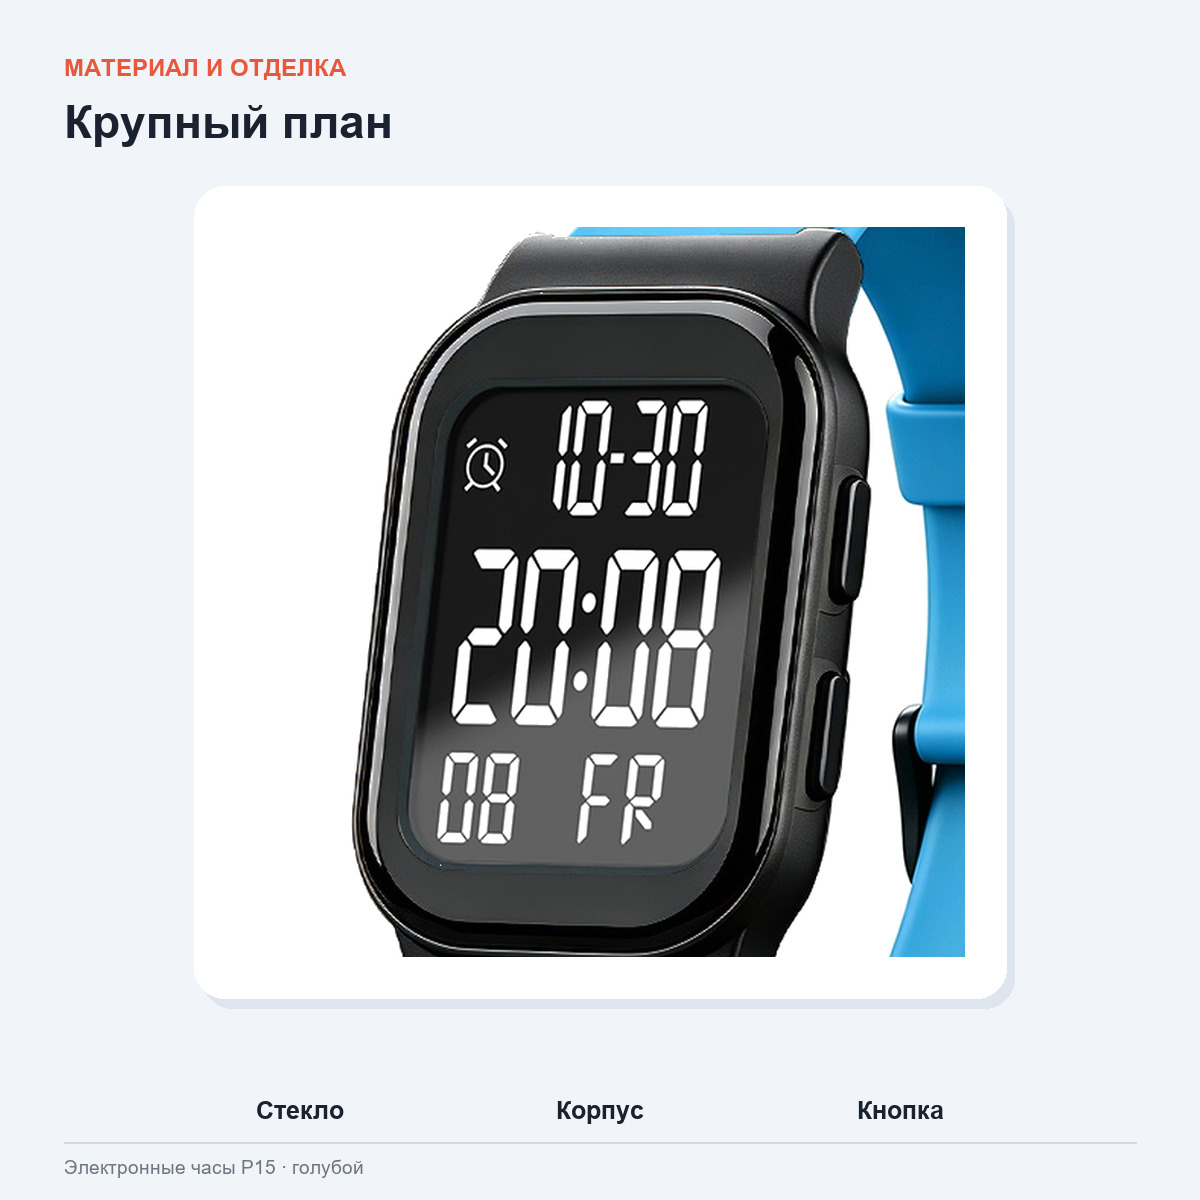 МАТЕРИАЛ И ОТДЕЛКА
Крупный план
10-30
20:08
08 FR
Стекло Корпус Кнопка
Электронные часы P15 · голубой